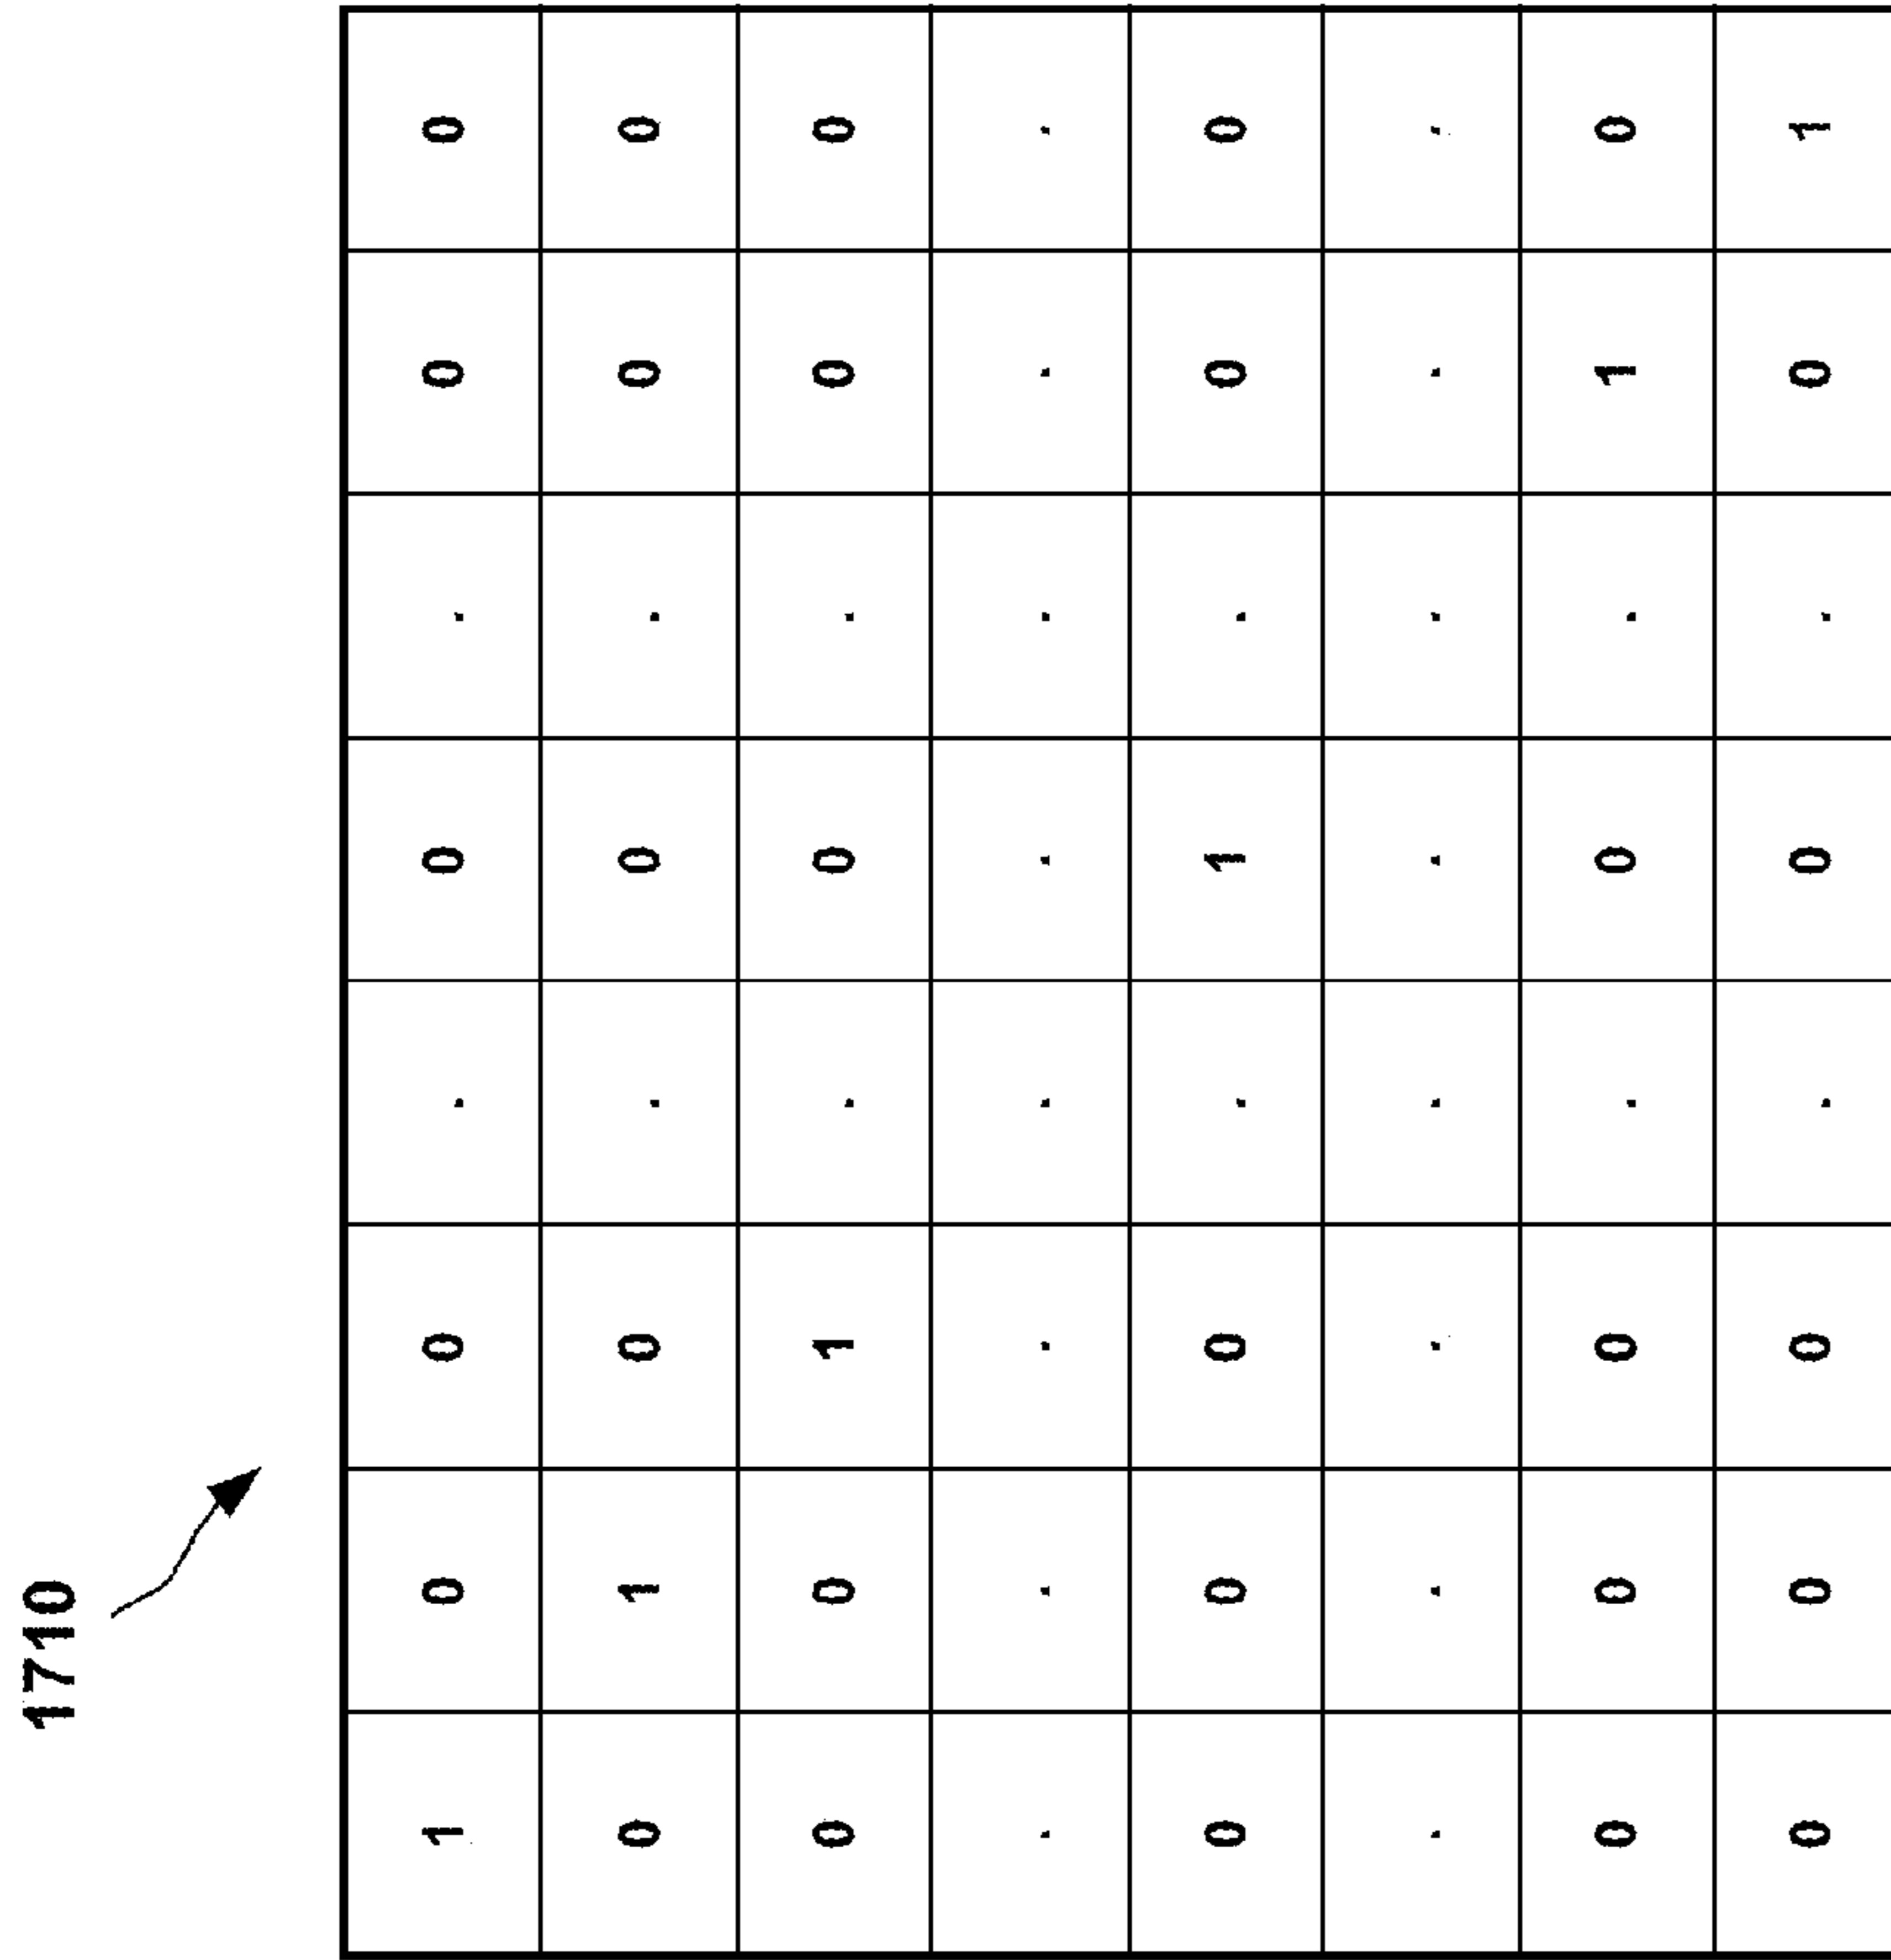 1710
1 0 0 . 0 . 0 0
0 1 0 . 0 . 0 0
0 0 1 . 0 . 0 0
. . . . . . . .
0 0 0 . 1 . 0 0
. . . . . . . .
0 0 0 . 0 . 1 0
0 0 0 . 0 . 0 1